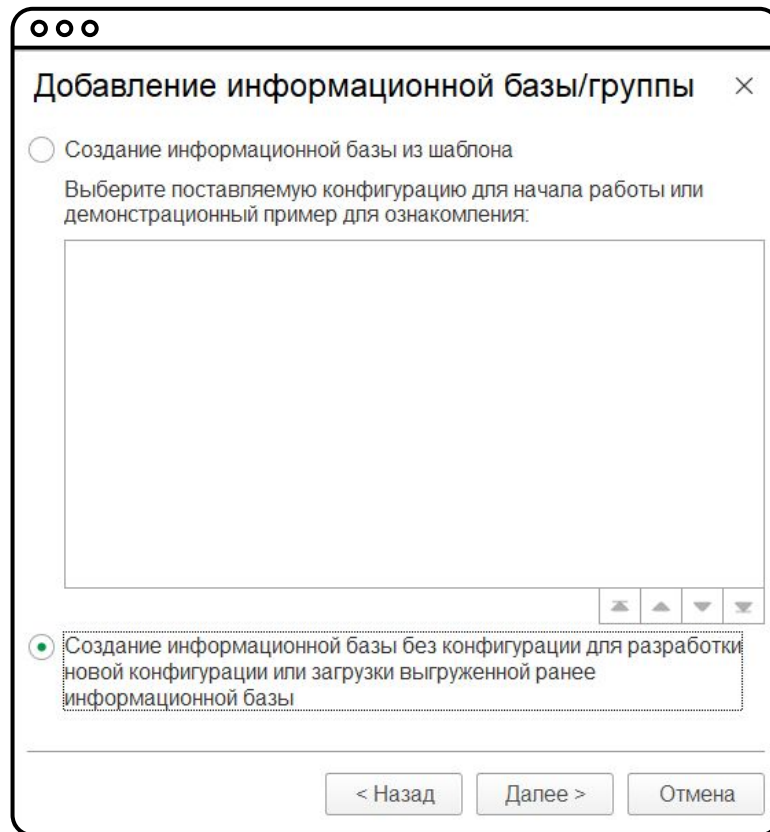 Добавление информационной базы/группы
Создание информационной базы из шаблона
Выберите поставляемую конфигурацию для начала работы или
демонстрационный пример для ознакомления:
Создание информационной базы без конфигурации для разработки
новой конфигурации или загрузки выгруженной ранее
информационной базы
< Назад
Далее >
Отмена